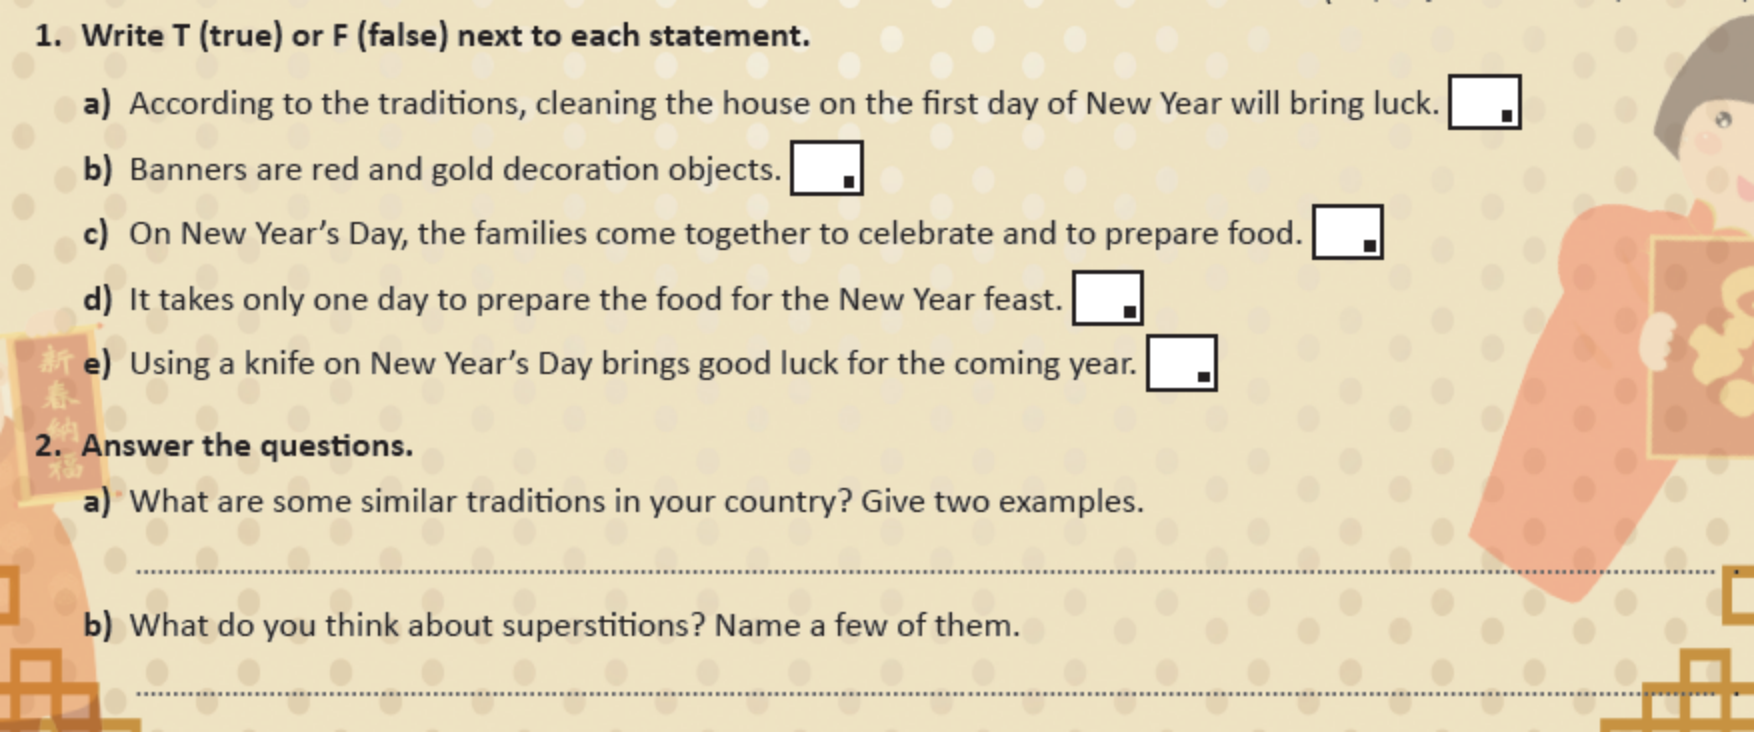 1. Write T (true) or F (false) next to each statement.
a) According to the traditions, cleaning the house on the first day of New Year will bring luck.
b) Banners are red and gold decoration objects.
c) On New Year’s Day, the families come together to celebrate and to prepare food.
d) It takes only one day to prepare the food for the New Year feast.
e) Using a knife on New Year’s Day brings good luck for the coming year.
新春納福
2. Answer the questions.
a) What are some similar traditions in your country? Give two examples.
b) What do you think about superstitions? Name a few of them.